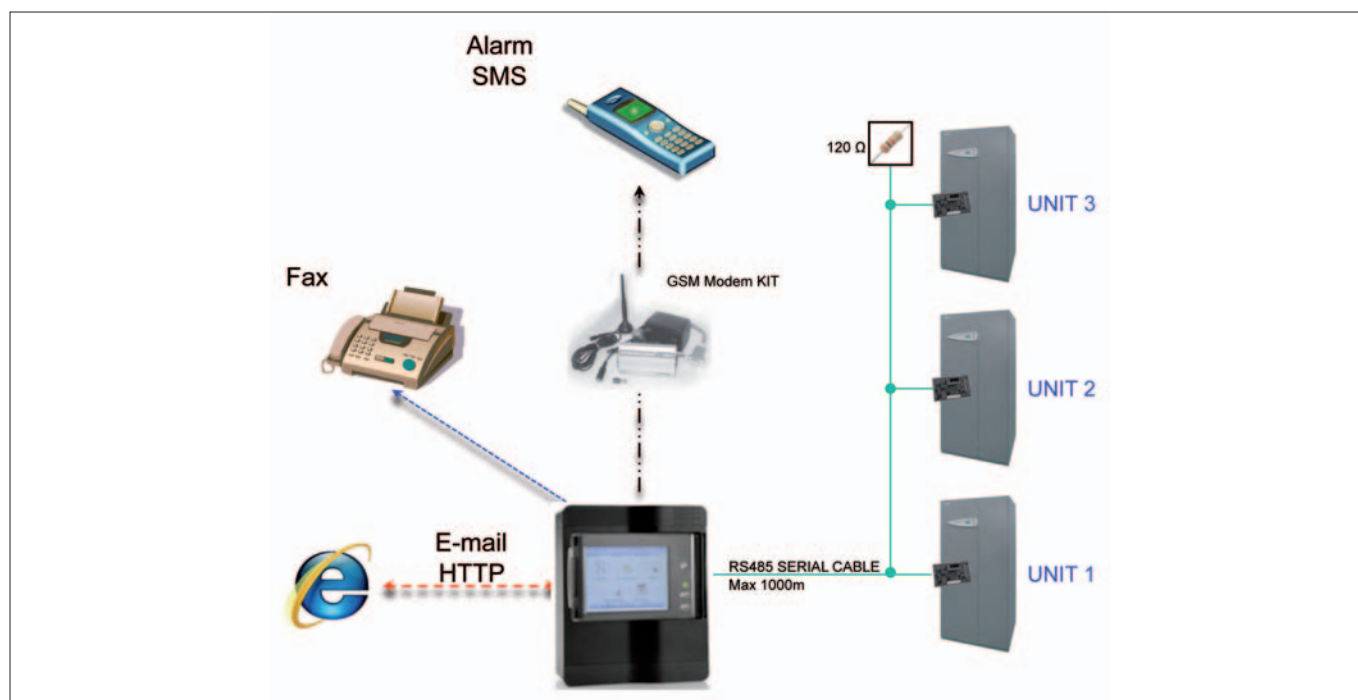 Alarm
SMS
120 Ω
UNIT 3
Fax
GSM Modem KIT
UNIT 2
E-mail
HTTP
RS485 SERIAL CABLE
Max 1000m
UNIT 1